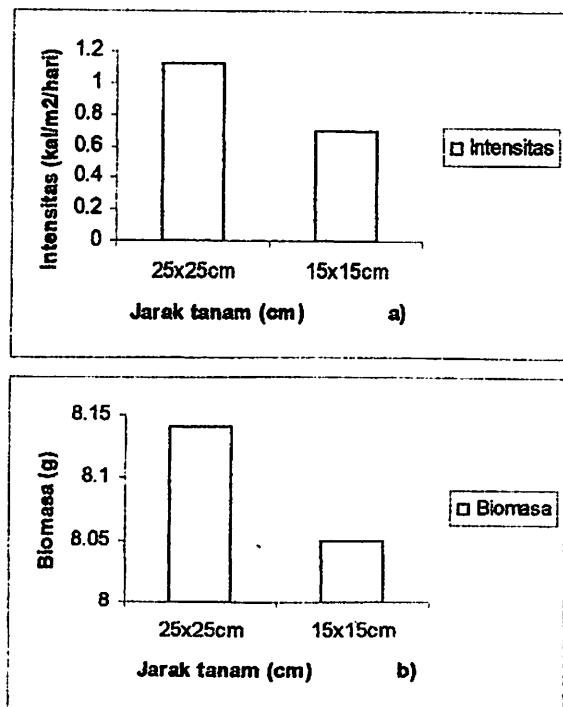 Intensitas (kal/m2/hari)
1.2
1
0.8
0.6
0.4
0.2
0
25x25cm 15x15cm
Jarak tanam (cm) a)
Intensitas
Biomasa (g)
8.15
8.1
8.05
8
25x25cm 15x15cm
Jarak tanam (cm) b)
Biomasa